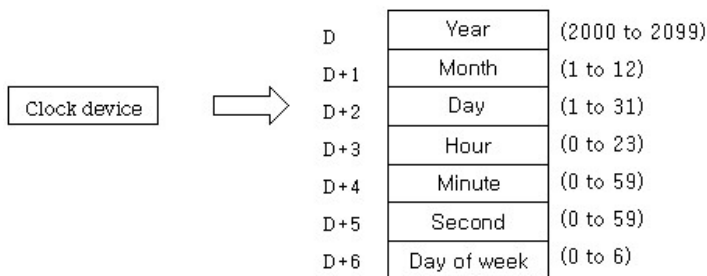 D Year (2000 to 2099)
D+1 Month (1 to 12)
Clock device D+2 Day (1 to 31)
D+3 Hour (0 to 23)
D+4 Minute (0 to 59)
D+5 Second (0 to 59)
D+6 Day of week (0 to 6)